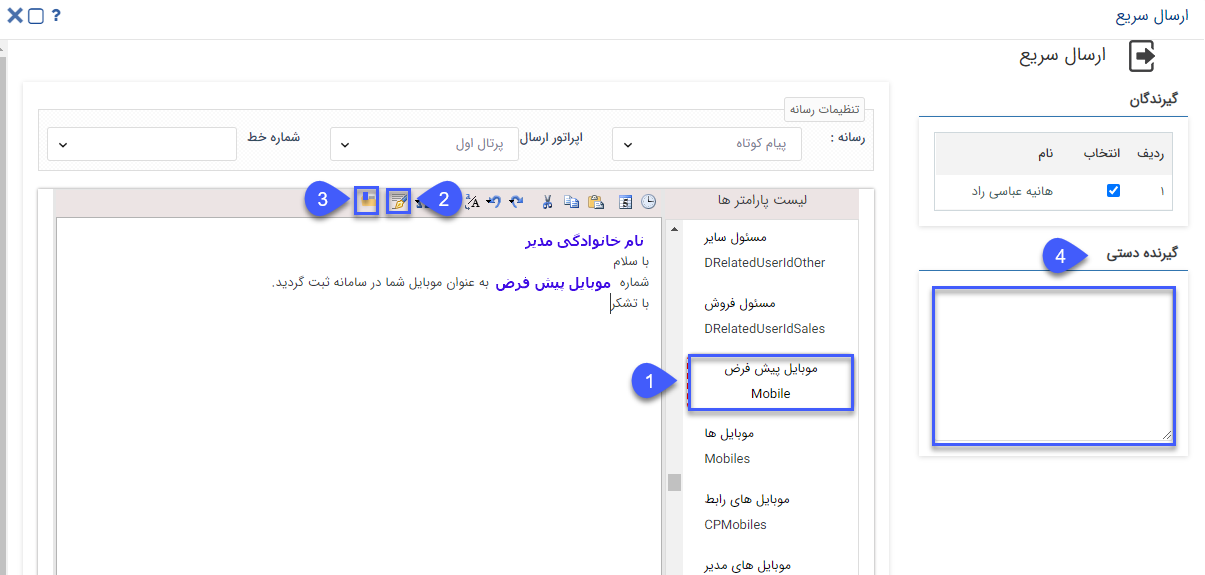 ارسال سریع
?
ارسال سریع
گیرندگان
ردیف انتخاب نام
۱ هانیه عباسی راد
گیرنده دستی
4
تنظیمات رسانه
رسانه : پیام کوتاه اپراتور ارسال پرتال اول شماره خط
لیست پارامتر ها
2
3
مسئول سایر
DRelatedUserIdOther
مسئول فروش
DRelatedUserIdSales
موبایل پیش فرض
Mobile
1
موبایل ها
Mobiles
موبایل های رابط
CPMobiles
موبایل های مدیر
نام خانوادگی مدیر
با سلام
شماره موبایل پیش فرض به عنوان موبایل شما در سامانه ثبت گردید.
با تشکر